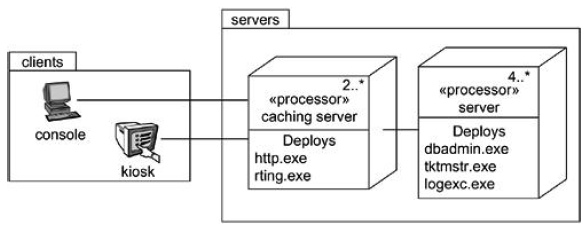 servers
clients
console
kiosk
2..*
«processor»
caching server
Deploys
http.exe
rting.exe
4..*
«processor»
server
Deploys
dbadmin.exe
tktmstr.exe
logexc.exe